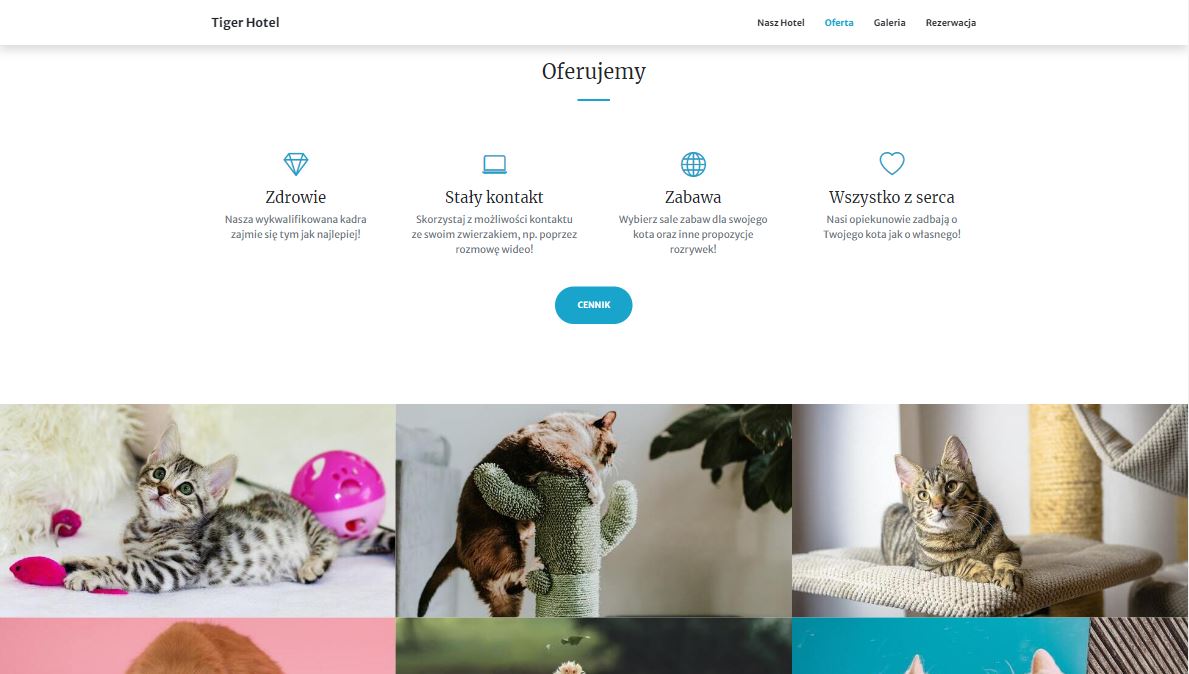 Tiger Hotel
Nasz Hotel Oferta Galeria Rezerwacja
Oferujemy
Zdrowie
Nasza wykwalifikowana kadra
zajmie się tym jak najlepiej!
Stały kontakt
Skorzystaj z możliwości kontaktu
ze swoim zwierzakiem, np. poprzez
rozmowę wideo!
Zabawa
Wybierz sale zabaw dla swojego
kota oraz inne propozycje
rozrywek!
Wszystko z serca
Nasi opiekunowie zadbają o
Twojego kota jak o własnego!
CENNIK